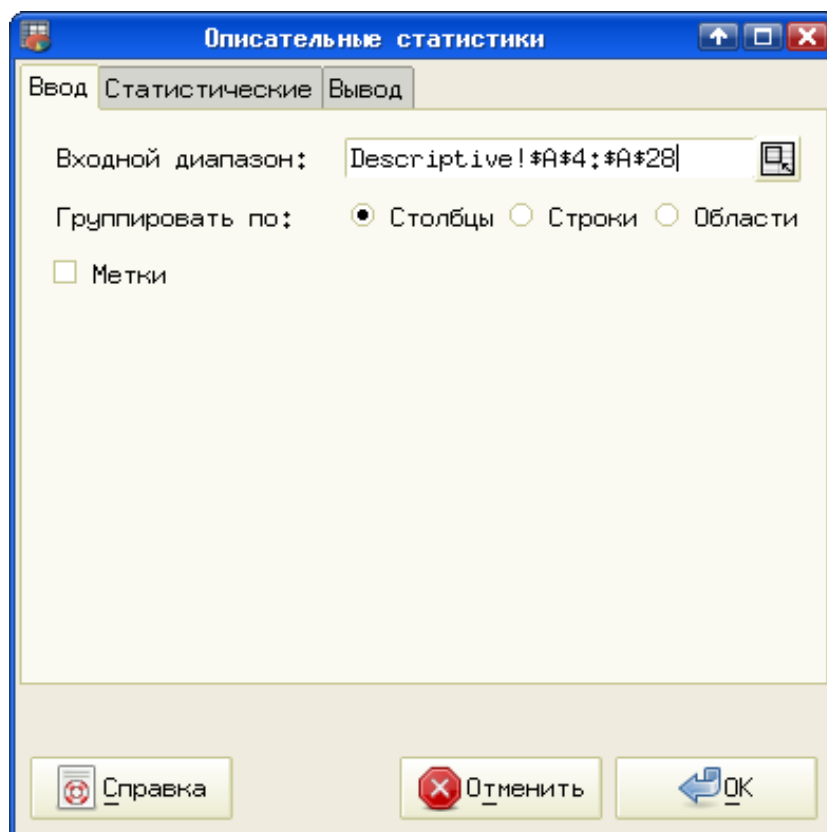 Описательные статистики
Ввод Статистические Вывод
Входной диапазон: Descriptive!$A$4:$A$28
Группировать по: Столбцы Строки Области
Метки
Справка Отменить OK